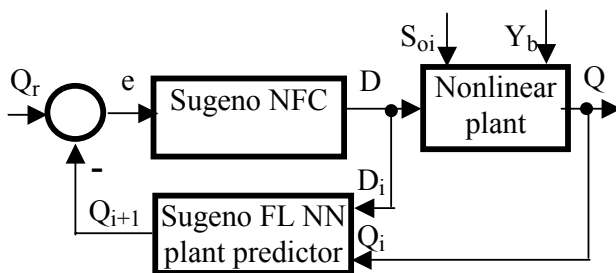 S_oi Y_b
Q_r e Sugeno NFC D Nonlinear plant Q
-
D_i
Q_i+1 Sugeno FL NN plant predictor Q_i